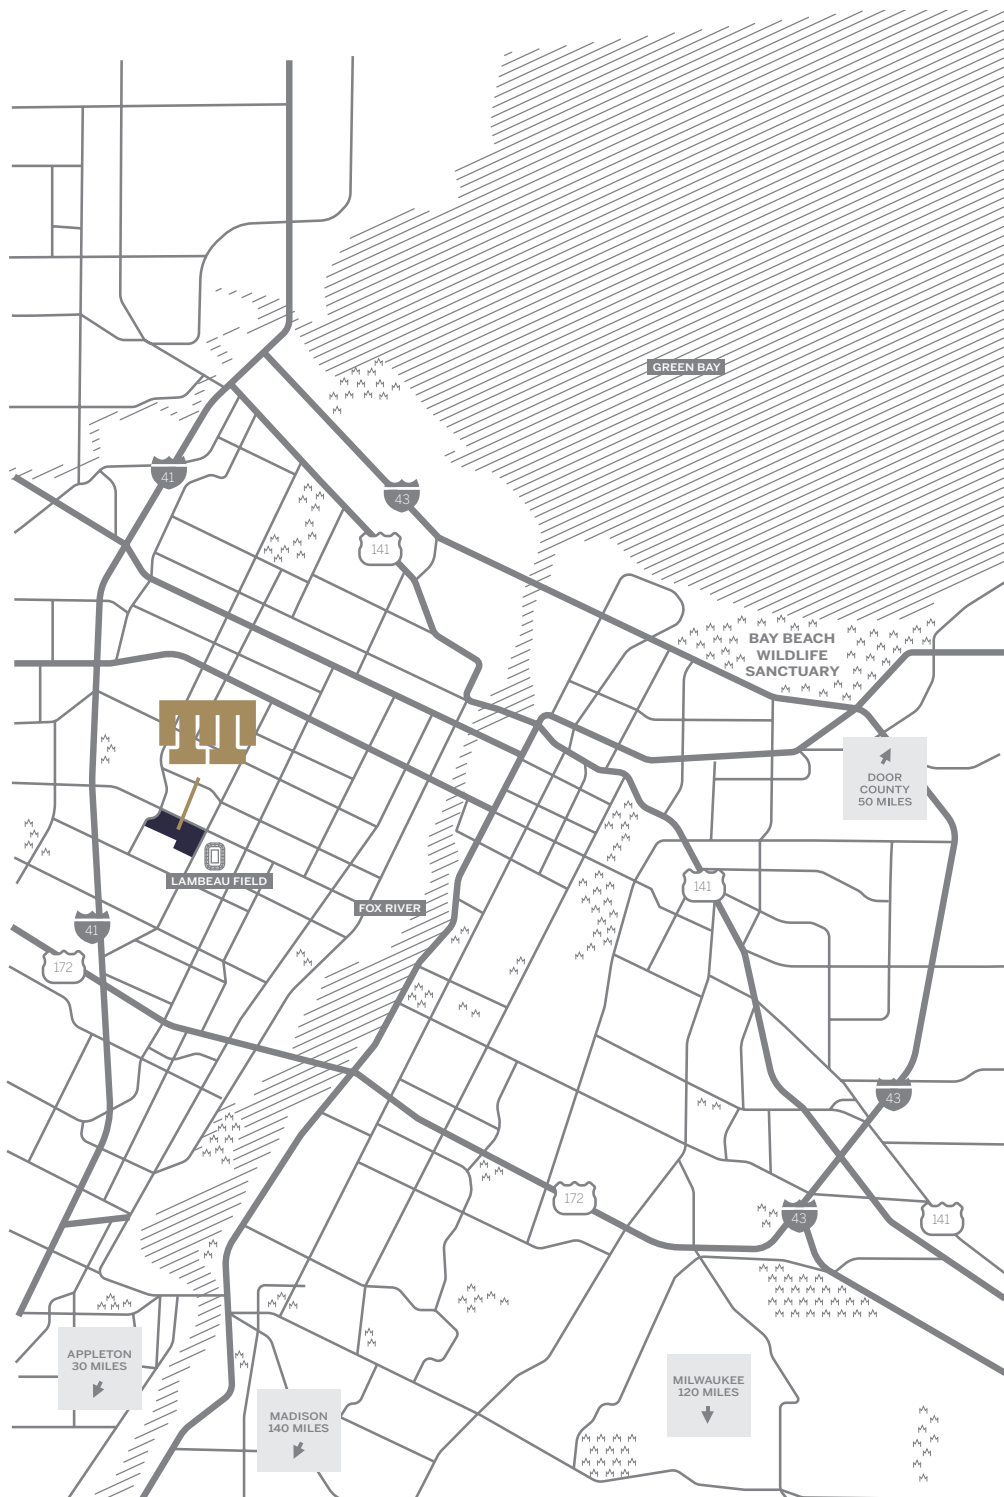 GREEN BAY
41
43
141
BAY BEACH
WILDLIFE
SANCTUARY
DOOR
COUNTY
50 MILES
LAMBEAU FIELD
141
FOX RIVER
41
172
43
172
43
141
APPLETON
30 MILES
MILWAUKEE
120 MILES
MADISON
140 MILES